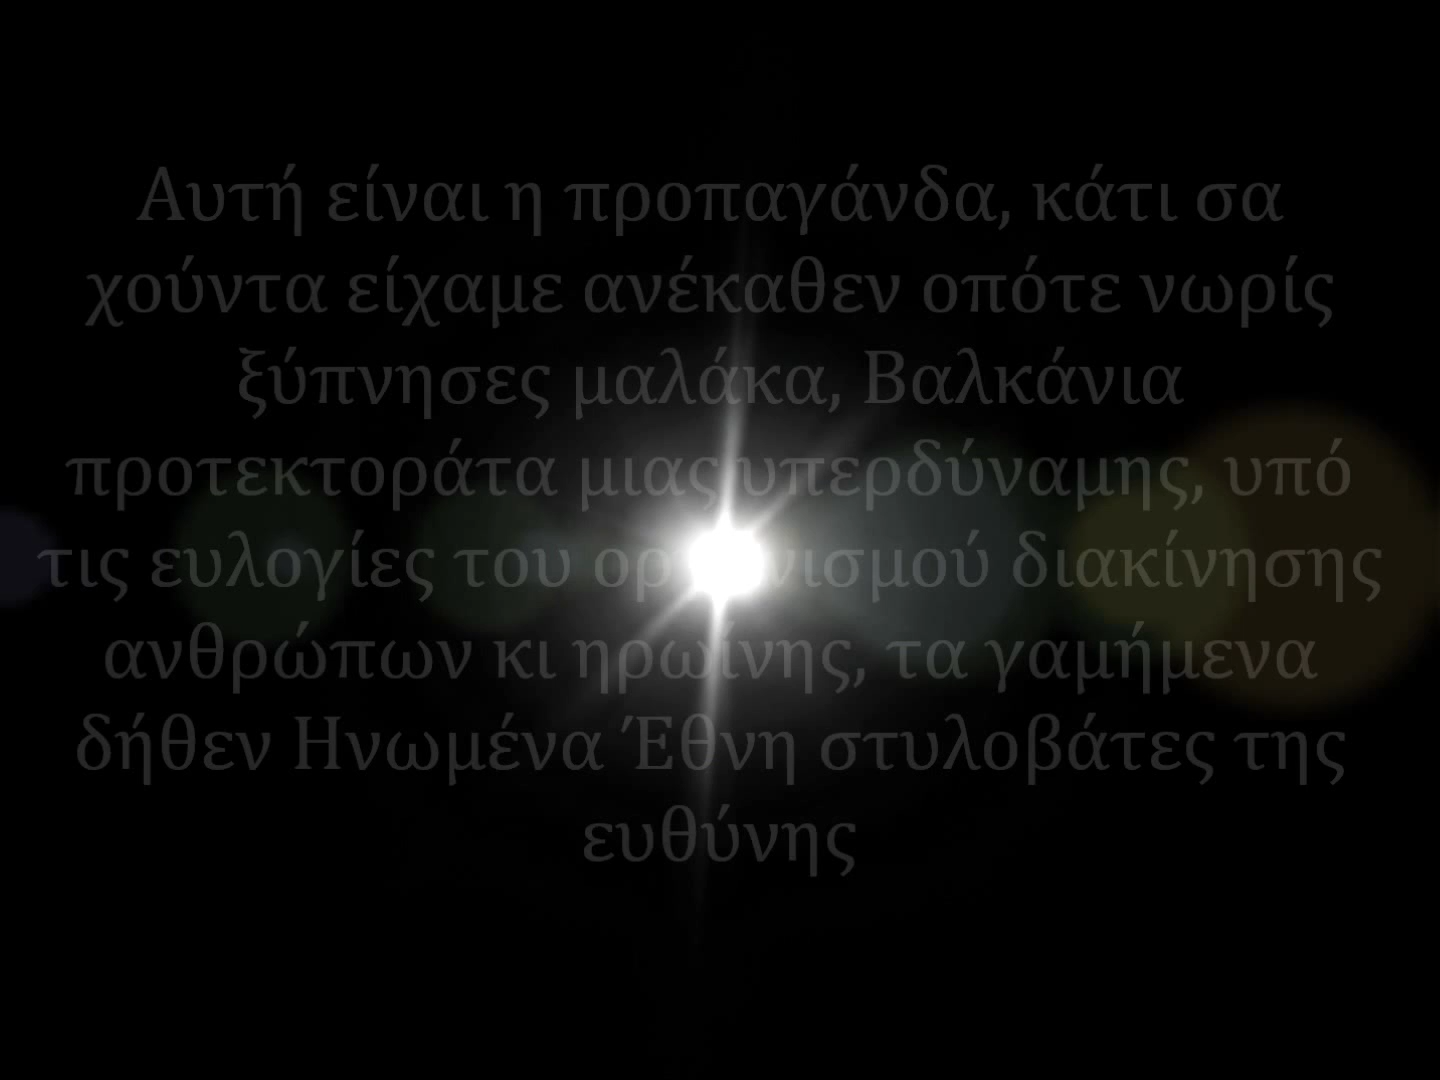 Αυτή είναι η προπαγάνδα, κάτι σα
χούντα είχαμε ανέκαθεν οπότε νωρίς
ξύπνησες μαλάκα, Βαλκάνια
προτεκτοράτα μιας υπερδύναμης, υπό
τις ευλογίες του οργανισμού διακίνησης
ανθρώπων κι ηρωίνης, τα γαμήμενα
δήθεν Ηνωμένα Έθνη στυλοβάτες της
ευθύνης